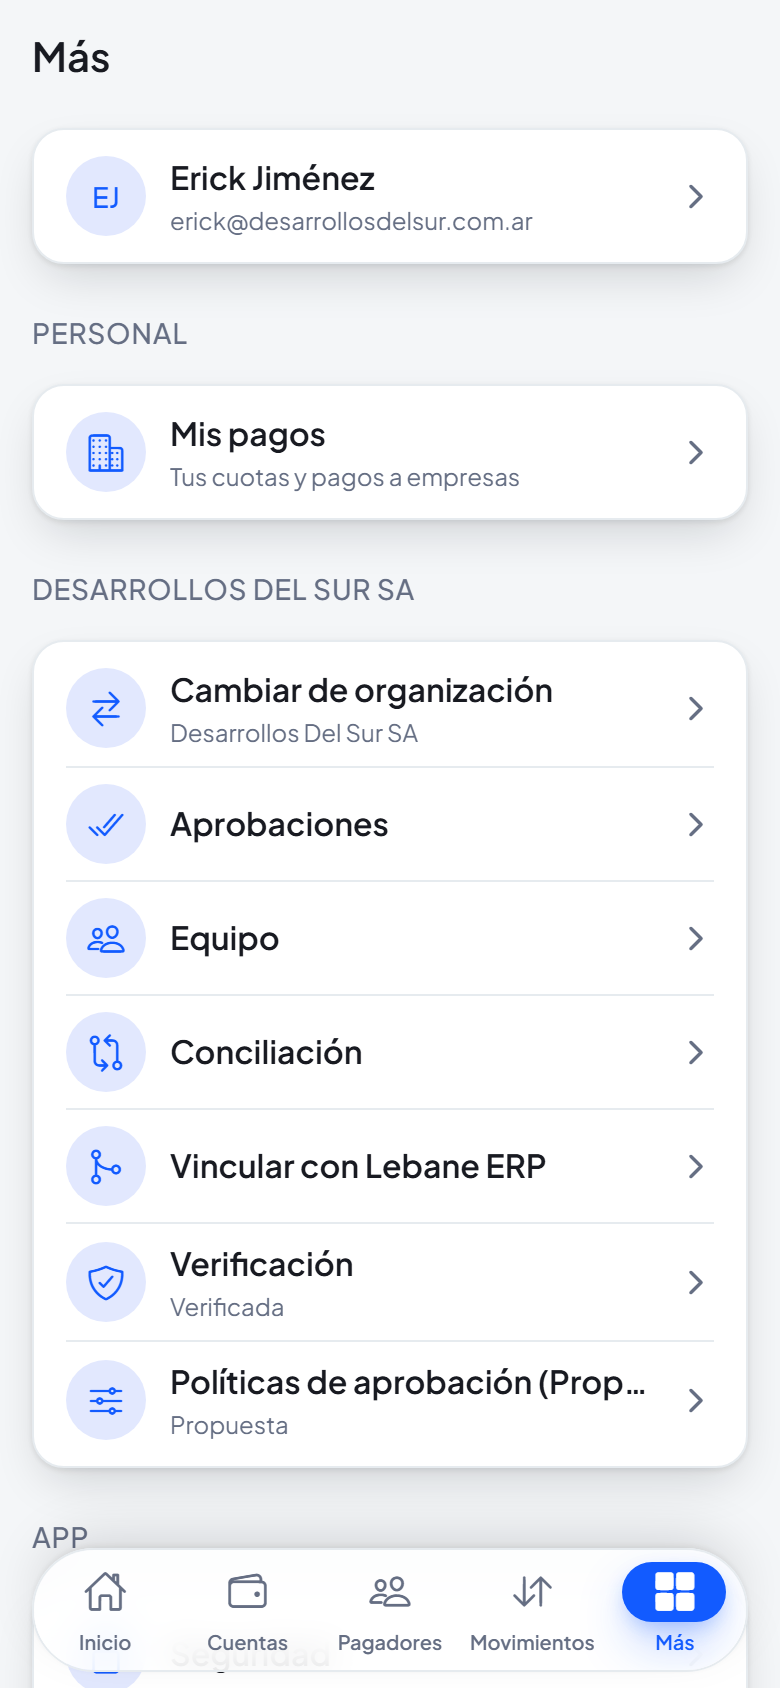 Más
EJ
Erick Jiménez
erick@desarrollosdelsur.com.ar
PERSONAL
Mis pagos
Tus cuotas y pagos a empresas
DESARROLLOS DEL SUR SA
Cambiar de organización
Desarrollos Del Sur SA
Aprobaciones
Equipo
Conciliación
Vincular con Lebane ERP
Verificación
Verificada
Políticas de aprobación (Prop...
Propuesta
APP
Seguridad
Inicio
Cuentas
Pagadores
Movimientos
Más